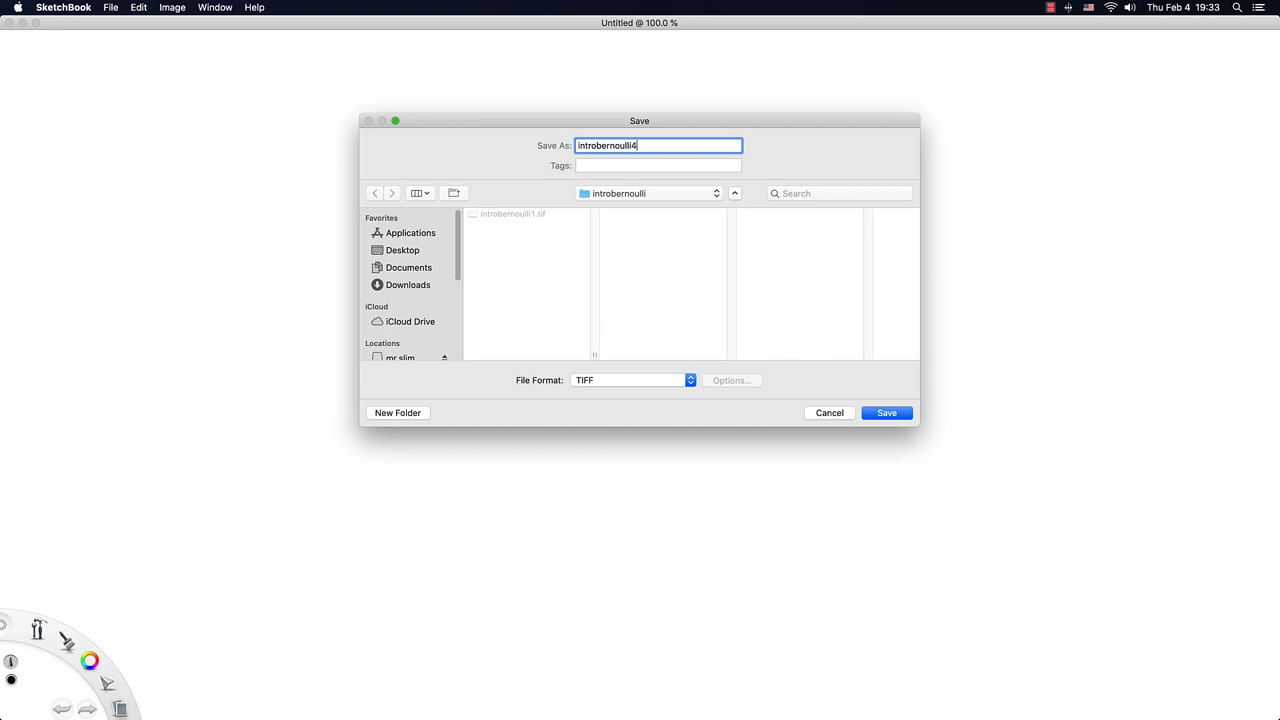 SketchBook File Edit Image Window Help Thu Feb 4 19:33
Untitled @ 100.0 %
Save
Save As: introbernoulli4
Tags:
introbernoulli Search
Favorites
introbernoulli1.tif
Applications
Desktop
Documents
Downloads
iCloud
iCloud Drive
Locations
mr slim
File Format: TIFF Options...
New Folder Cancel Save